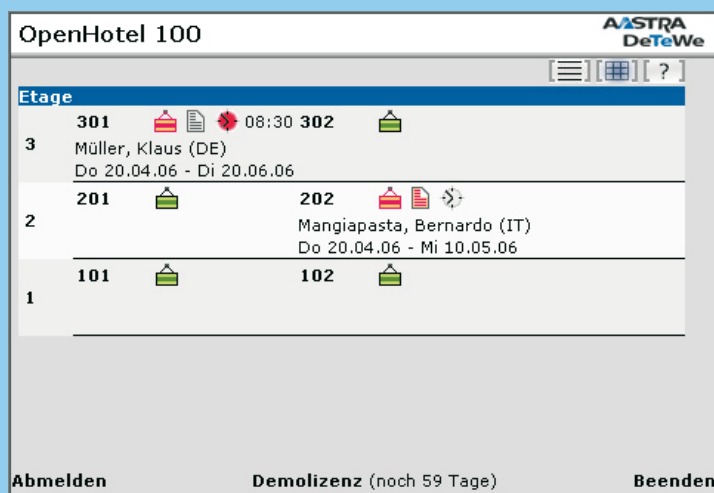 OpenHotel 100
AASTRA
DeTeWe
[ ? ]
Etage
301 08:30 302
3
Müller, Klaus (DE)
Do 20.04.06 - Di 20.06.06
201 202
2
Mangiapasta, Bernardo (IT)
Do 20.04.06 - Mi 10.05.06
101 102
1
Abmelden Demolizenz (noch 59 Tage) Beenden